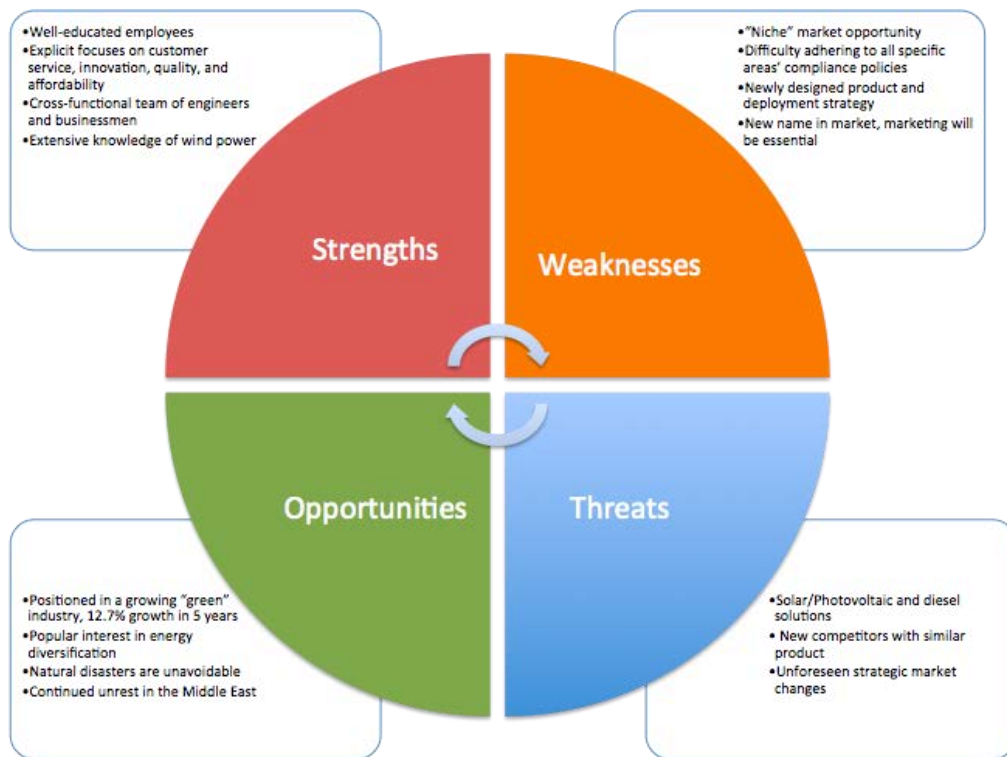 •Well-educated employees
•Explicit focuses on customer
service, innovation, quality, and
affordability
•Cross-functional team of engineers
and businessmen
•Extensive knowledge of wind power
•"Niche" market opportunity
•Difficulty adhering to all specific
areas' compliance policies
•Newly designed product and
deployment strategy
•New name in market, marketing will
be essential
Strengths
Weaknesses
Opportunities
Threats
•Positioned in a growing "green"
industry, 12.7% growth in 5 years
•Popular interest in energy
diversification
•Natural disasters are unavoidable
•Continued unrest in the Middle East
•Solar/Photovoltaic and diesel
solutions
• New competitors with similar
product
•Unforeseen strategic market
changes